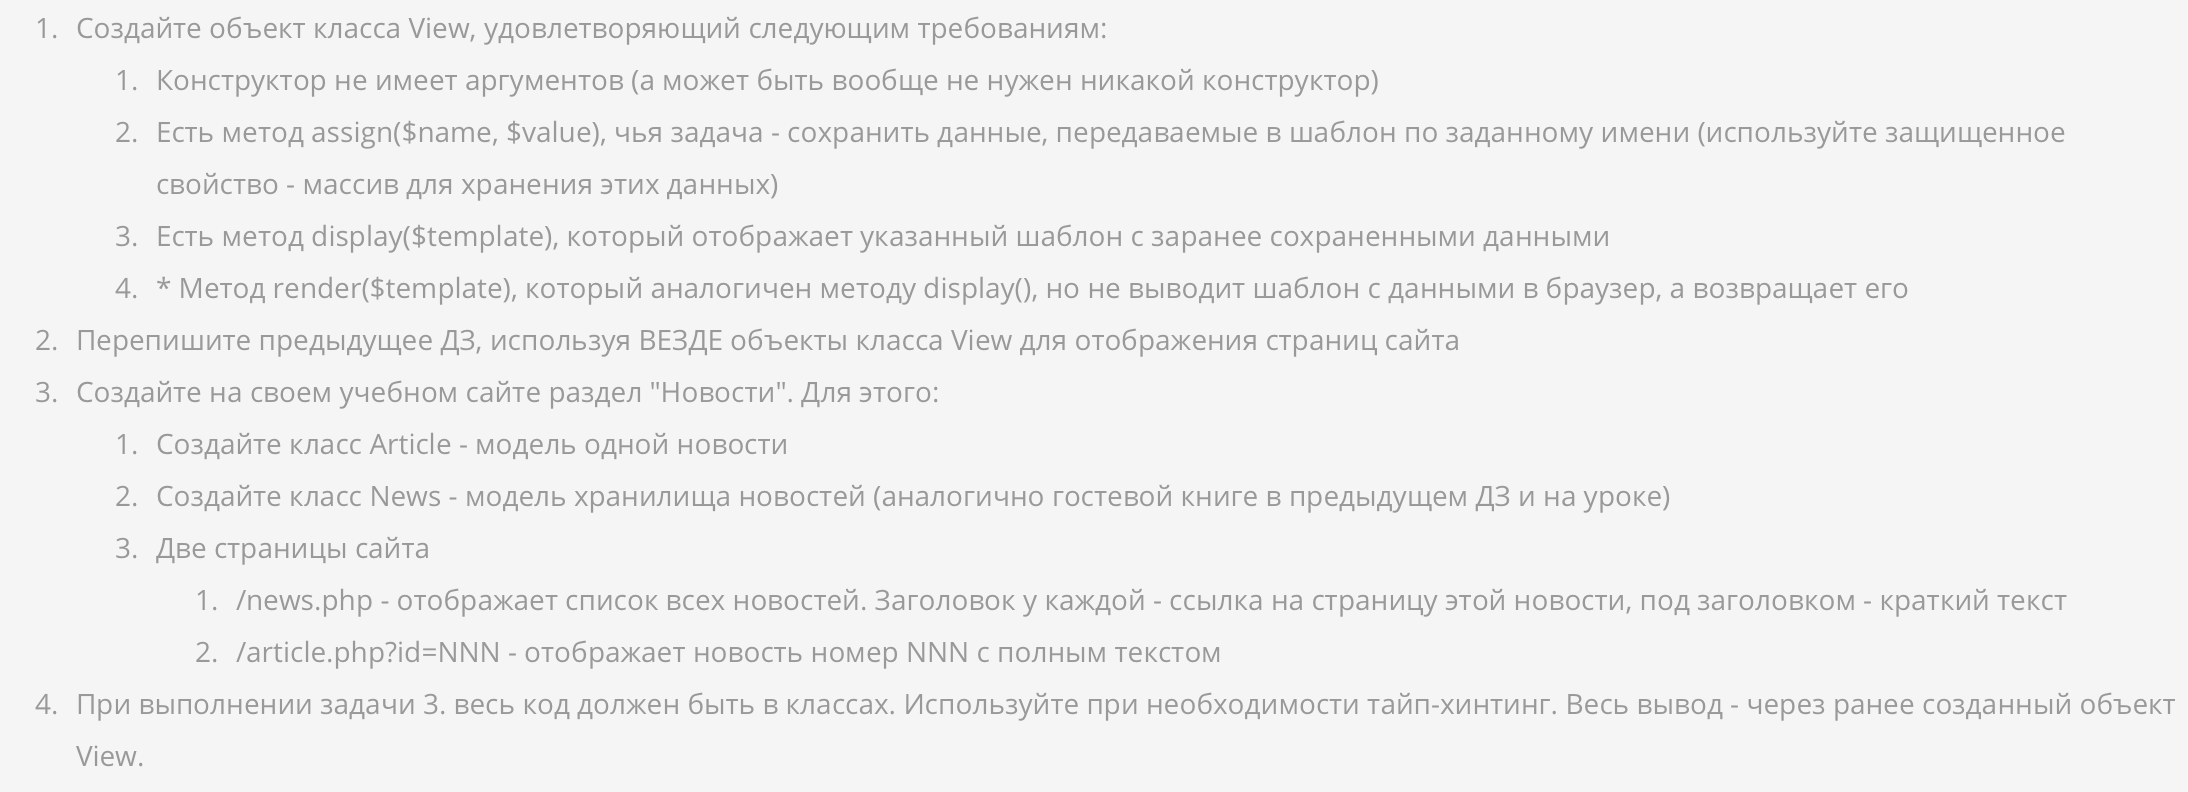 1. Создайте объект класса View, удовлетворяющий следующим требованиям:
1. Конструктор не имеет аргументов (а может быть вообще не нужен никакой конструктор)
2. Есть метод assign($name, $value), чья задача - сохранить данные, передаваемые в шаблон по заданному имени (используйте защищенное
свойство - массив для хранения этих данных)
3. Есть метод display($template), который отображает указанный шаблон с заранее сохраненными данными
4. * Метод render($template), который аналогичен методу display(), но не выводит шаблон с данными в браузер, а возвращает его
2. Перепишите предыдущее ДЗ, используя ВЕЗДЕ объекты класса View для отображения страниц сайта
3. Создайте на своем учебном сайте раздел "Новости". Для этого:
1. Создайте класс Article - модель одной новости
2. Создайте класс News - модель хранилища новостей (аналогично гостевой книге в предыдущем ДЗ и на уроке)
3. Две страницы сайта
1. /news.php - отображает список всех новостей. Заголовок у каждой - ссылка на страницу этой новости, под заголовком - краткий текст
2. /article.php?id=NNN - отображает новость номер NNN с полным текстом
4. При выполнении задачи 3. весь код должен быть в классах. Используйте при необходимости тайп-хинтинг. Весь вывод - через ранее созданный объект
View.